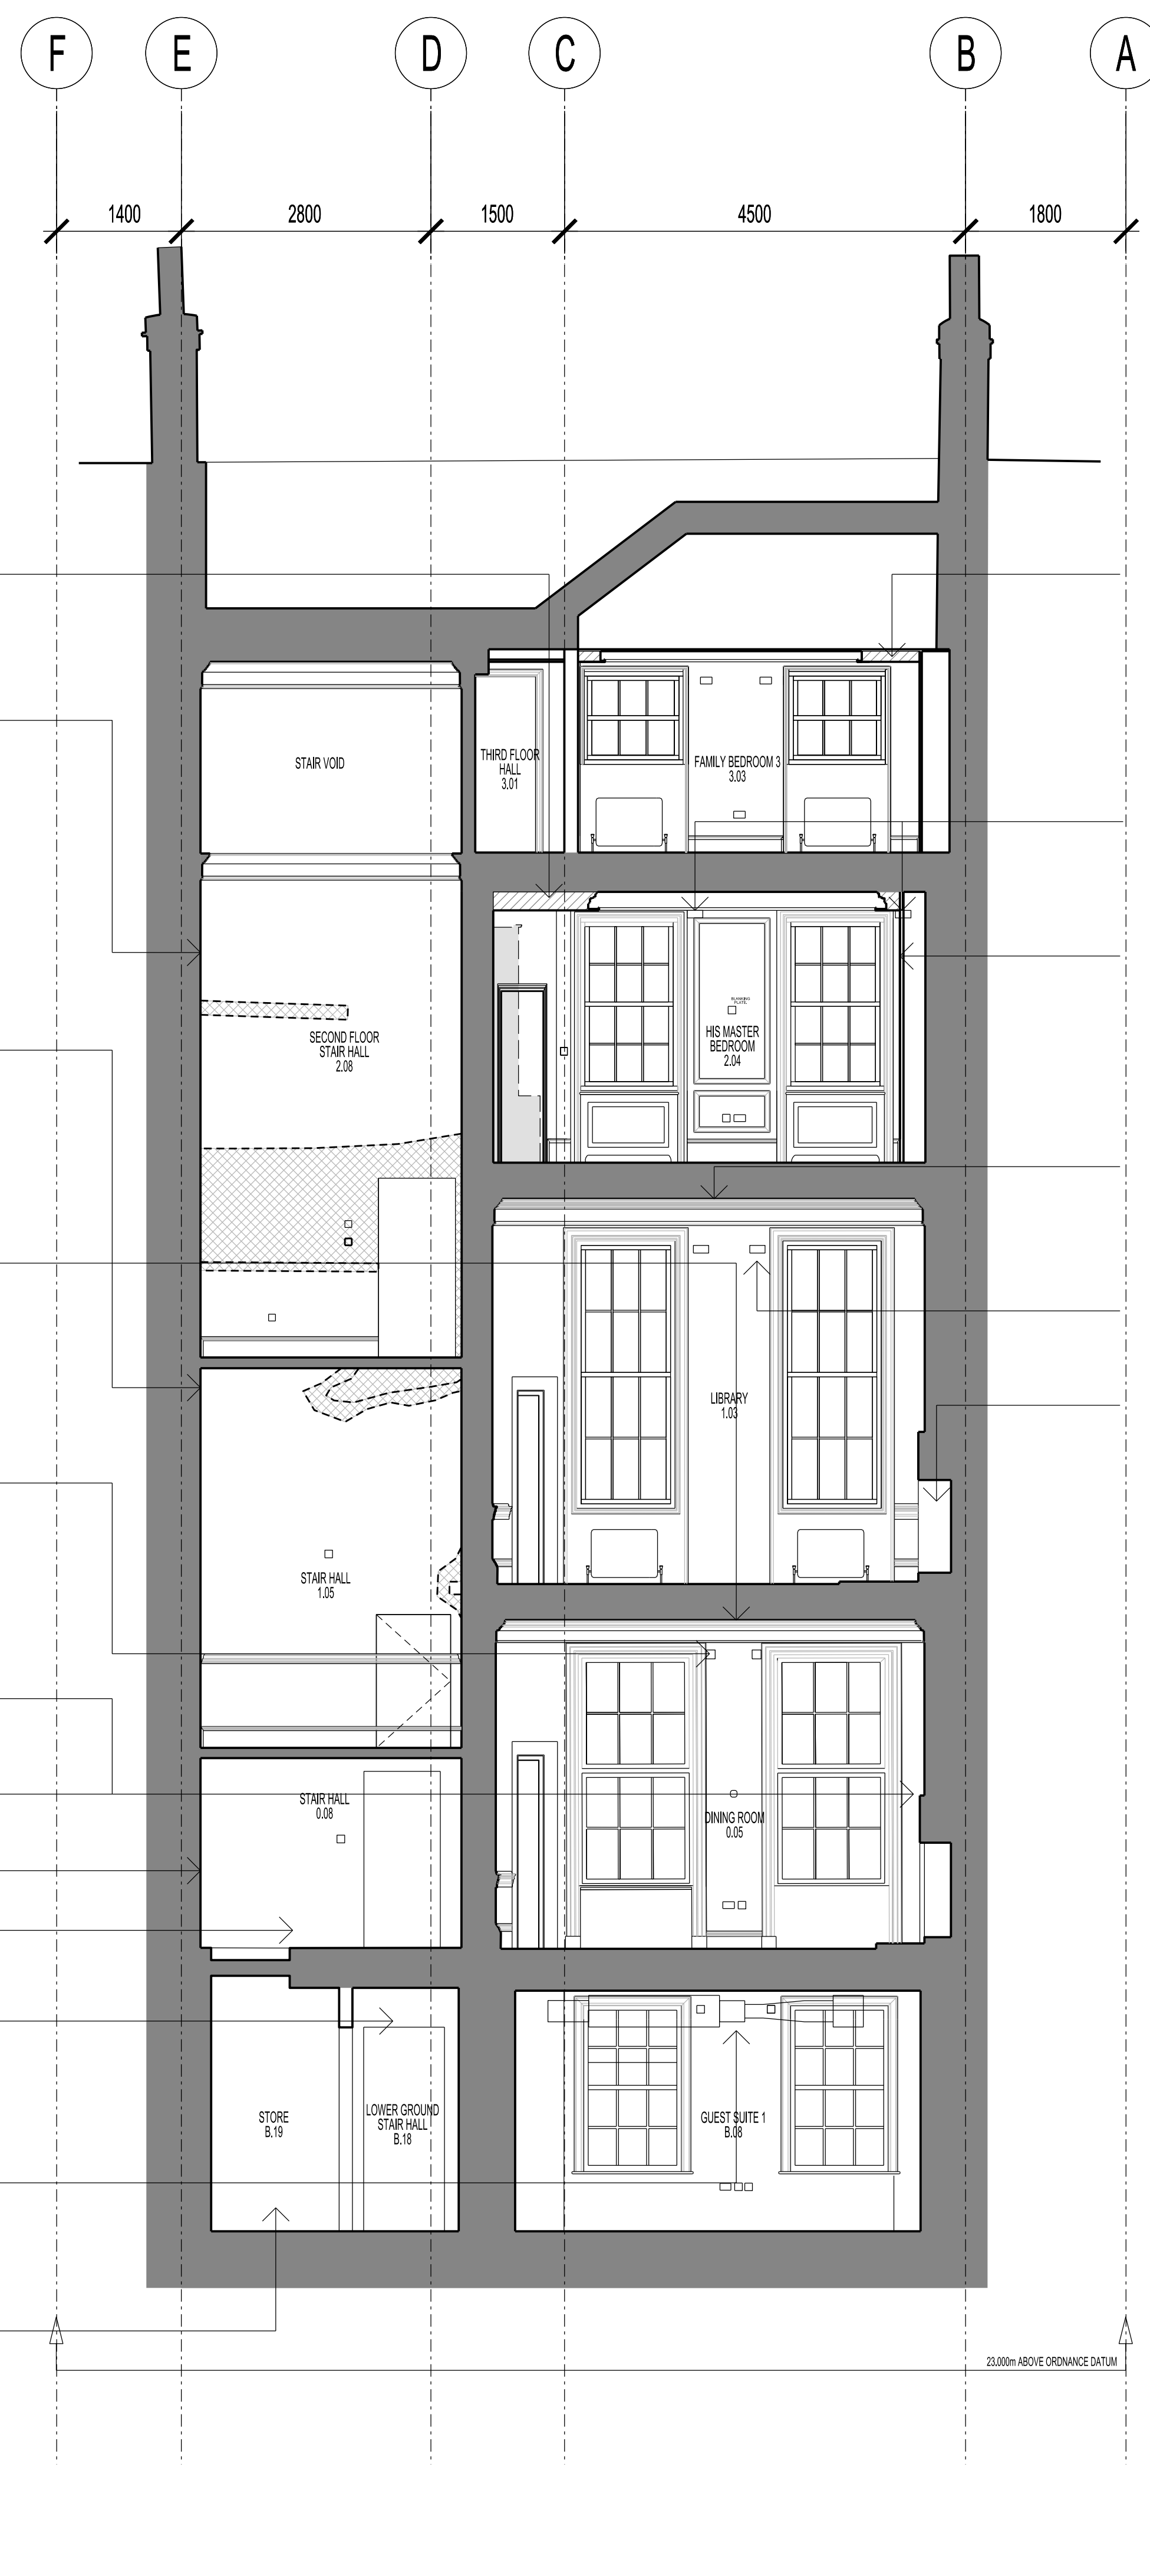 F E D C B A
1400 2800 1500 4500 1800
STAIR VOID
THIRD FLOOR
HALL
3.01
FAMILY BEDROOM 3
3.03
SECOND FLOOR
STAIR HALL
2.08
BLANKING
PLATE
HIS MASTER
BEDROOM
2.04
LIBRARY
1.03
STAIR HALL
1.05
STAIR HALL
0.08
DINING ROOM
0.05
STORE
B.19
LOWER GROUND
STAIR HALL
B.18
GUEST SUITE 1
B.08
23.000m ABOVE ORDNANCE DATUM